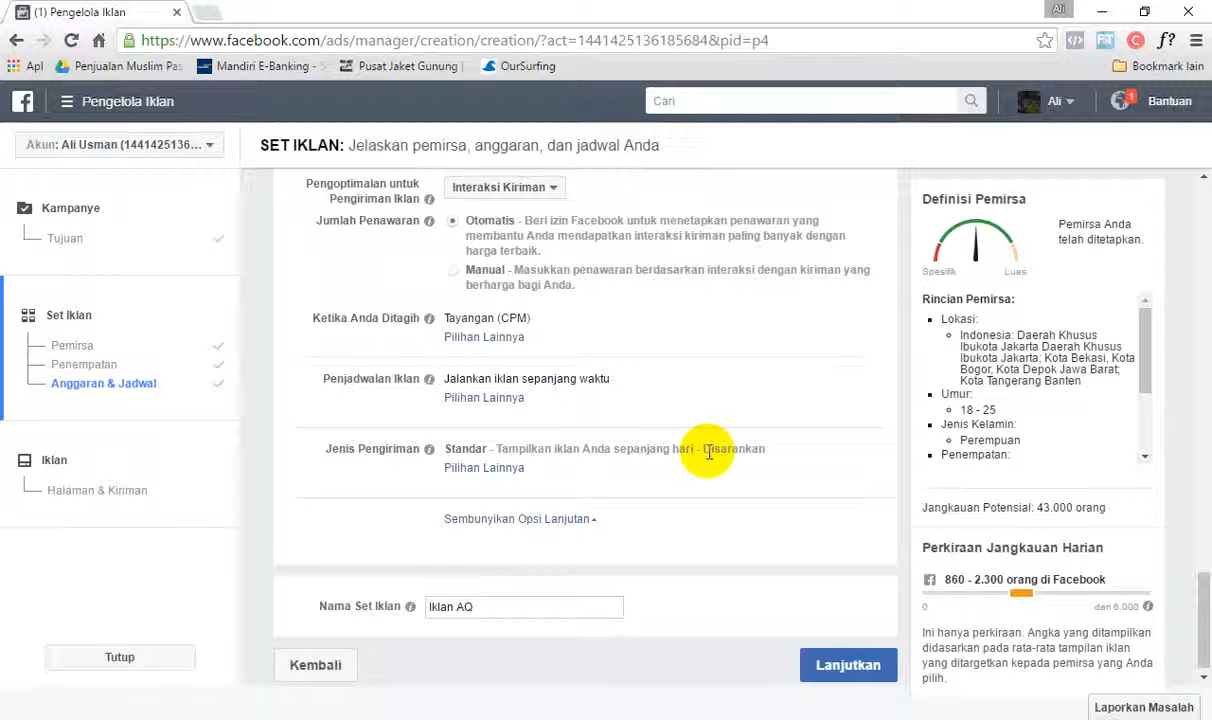 (1) Pengelola Iklan
Ali
https://www.facebook.com/ads/manager/creation/creation/?act=1441425136185684&pid=p4
Apl
Penjualan Muslim Pas
Mandiri E-Banking - S
Pusat Jaket Gunung |
OurSurfing
Bookmark lain
Pengelola Iklan
Cari
Ali
1
Bantuan
Akun: Ali Usman (1441425136...
SET IKLAN: Jelaskan pemirsa, anggaran, dan jadwal Anda
Kampanye
Tujuan
Set Iklan
Pemirsa
Penempatan
Anggaran & Jadwal
Iklan
Halaman & Kiriman
Tutup
Pengoptimalan untuk
Pengiriman Iklan
Interaksi Kiriman
Jumlah Penawaran
Otomatis - Beri izin Facebook untuk menetapkan penawaran yang
membantu Anda mendapatkan interaksi kiriman paling banyak dengan
harga terbaik.
Manual - Masukkan penawaran berdasarkan interaksi dengan kiriman yang
berharga bagi Anda.
Ketika Anda Ditagih
Tayangan (CPM)
Pilihan Lainnya
Penjadwalan Iklan
Jalankan iklan sepanjang waktu
Pilihan Lainnya
Jenis Pengiriman
Standar - Tampilkan iklan Anda sepanjang hari - Disarankan
Pilihan Lainnya
Sembunyikan Opsi Lanjutan
Nama Set Iklan
Iklan AQ
Kembali
Lanjutkan
Definisi Pemirsa
Spesifik
Luas
Pemirsa Anda
telah ditetapkan.
Rincian Pemirsa:
Lokasi:
Indonesia: Daerah Khusus
Ibukota Jakarta Daerah Khusus
Ibukota Jakarta; Kota Bekasi, Kota
Bogor, Kota Depok Jawa Barat;
Kota Tangerang Banten
Umur:
18 - 25
Jenis Kelamin:
Perempuan
Penempatan:
Jangkauan Potensial: 43.000 orang
Perkiraan Jangkauan Harian
860 - 2.300 orang di Facebook
0
dari 6.000
Ini hanya perkiraan. Angka yang ditampilkan
didasarkan pada rata-rata tampilan iklan
yang ditargetkan kepada pemirsa yang Anda
pilih.
Laporkan Masalah